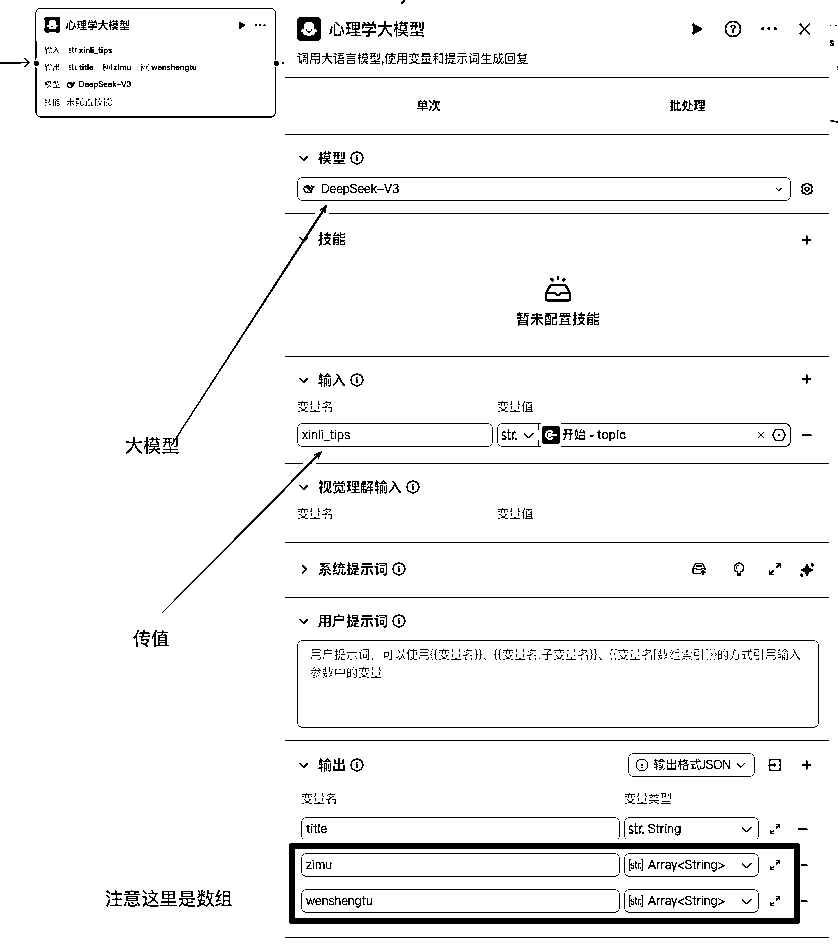 心理学大模型
输入 str. xinli_tips
输出 str. title [str] zimu [str] wenshengtu
模型 DeepSeek-V3
技能 未配置技能
心理学大模型
调用大语言模型,使用变量和提示词生成回复
单次 批处理
模型
DeepSeek-V3
技能
暂未配置技能
大模型
输入
变量名 变量值
xinli_tips str. 开始 - topic
视觉理解输入
变量名 变量值
系统提示词
传值
用户提示词
用户提示词，可以使用{{变量名}}、{{变量名.子变量名}}、{{变量名[数组索引]}}的方式引用输入
参数中的变量
输出 输出格式JSON
变量名 变量类型
title str. String
zimu [str] Array<String>
注意这里是数组
wenshengtu [str] Array<String>